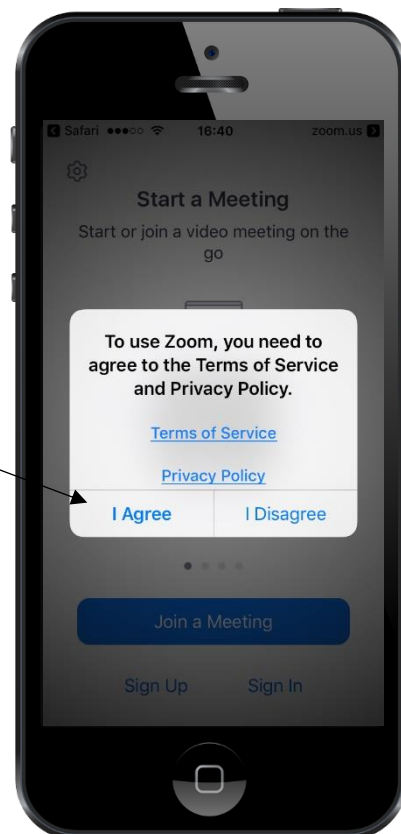 Safari 16:40 zoom.us
Start a Meeting
Start or join a video meeting on the
go
To use Zoom, you need to
agree to the Terms of Service
and Privacy Policy.
Terms of Service
Privacy Policy
I Agree I Disagree
Join a Meeting
Sign Up Sign In